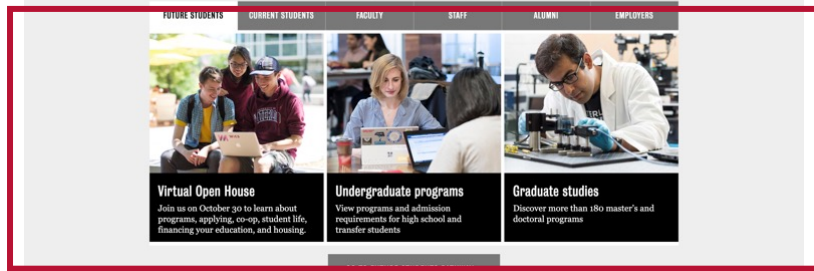 FUTURE STUDENTS
CURRENT STUDENTS
FACULTY
STAFF
ALUMNI
EMPLOYERS
Virtual Open House
Join us on October 30 to learn about
programs, applying, co-op, student life,
financing your education, and housing.
Undergraduate programs
View programs and admission
requirements for high school and
transfer students
Graduate studies
Discover more than 180 master's and
doctoral programs